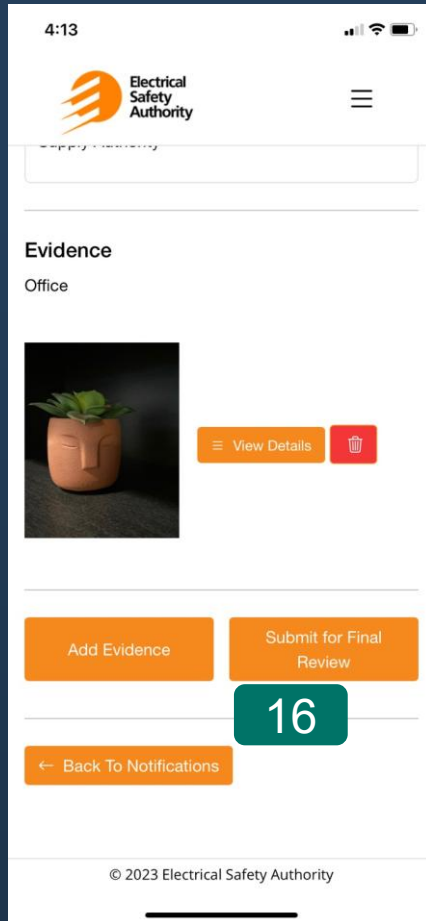 4:13
Electrical
Safety
Authority
Evidence
Office
View Details
Add Evidence
Submit for Final
Review
16
← Back To Notifications
© 2023 Electrical Safety Authority